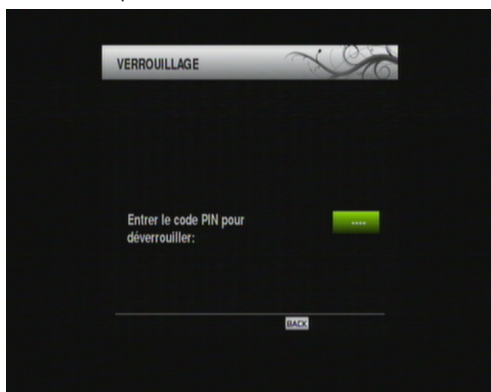 VERROUILLAGE
Entrer le code PIN pour
déverrouiller:
----
BACK